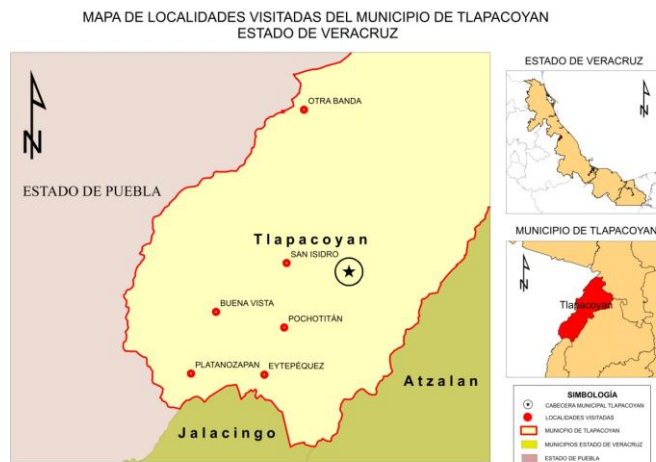 MAPA DE LOCALIDADES VISITADAS DEL MUNICIPIO DE TLAPACOYAN
ESTADO DE VERACRUZ
N
OTRA BANDA
ESTADO DE PUEBLA
Tlapacoyan
SAN ISIDRO
BUENA VISTA
POCHOTITÁN
PLATANOZAPAN
EYTEPÉQUEZ
Atzalan
Jalacingo
ESTADO DE VERACRUZ
N
MUNICIPIO DE TLAPACOYAN
N
Tlapacoyan
SIMBOLOGÍA
CABECERA MUNICIPAL TLAPACOYAN
LOCALIDADES VISITADAS
MUNICPIO DE TLAPACOYAN
MUNICIPIOS ESTADO DE VERACRUZ
ESTADO DE PUEBLA